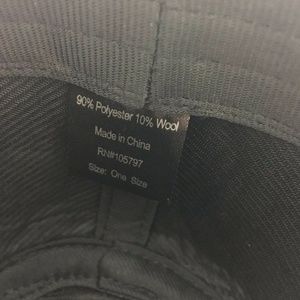 90% Polyester 10% Wool
Made in China
RN#105797
Size: One Size